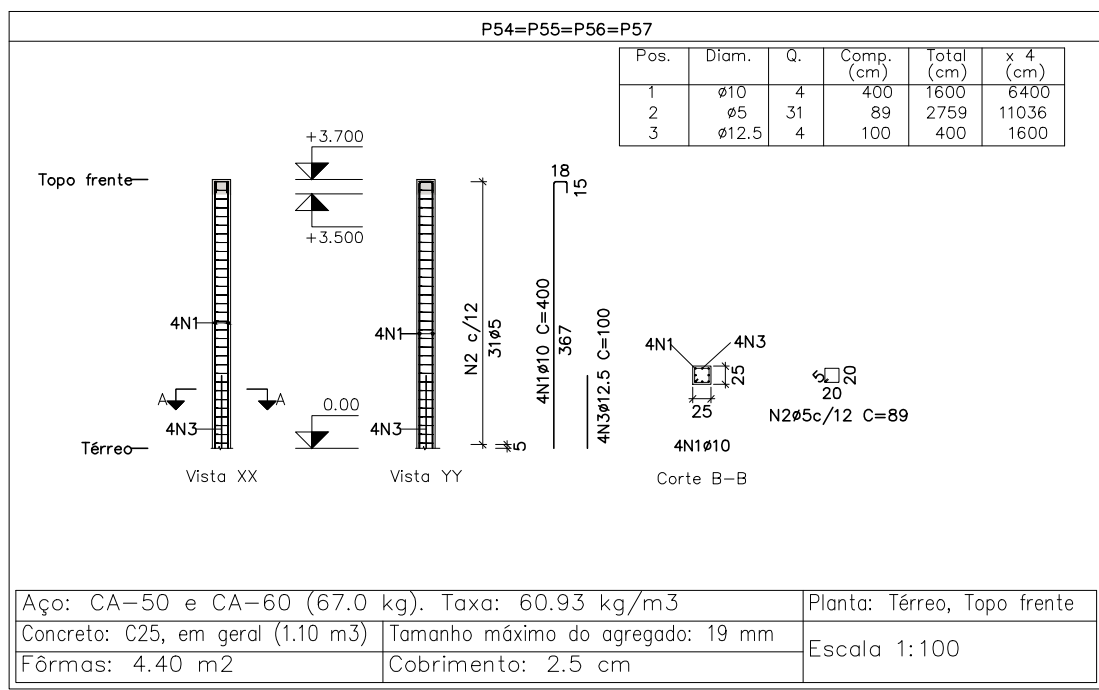 P54=P55=P56=P57
Pos. Diam. Q. Comp. (cm) Total (cm) x 4 (cm)
1 ø10 4 400 1600 6400
2 ø5 31 89 2759 11036
3 ø12.5 4 100 400 1600
+3.700
Topo frente
+3.500
18
15
N2 c/12
31ø5
4N1ø10 C=400
367
4N3ø12.5 C=100
4N1
4N1
4N1
4N3
25
25
5
20
20
N2ø5c/12 C=89
A
A
0.00
4N3
4N3
Térreo
5
4N1ø10
Vista XX
Vista YY
Corte B-B
Aço: CA-50 e CA-60 (67.0 kg). Taxa: 60.93 kg/m3
Planta: Térreo, Topo frente
Concreto: C25, em geral (1.10 m3)
Tamanho máximo do agregado: 19 mm
Escala 1:100
Fôrmas: 4.40 m2
Cobrimento: 2.5 cm